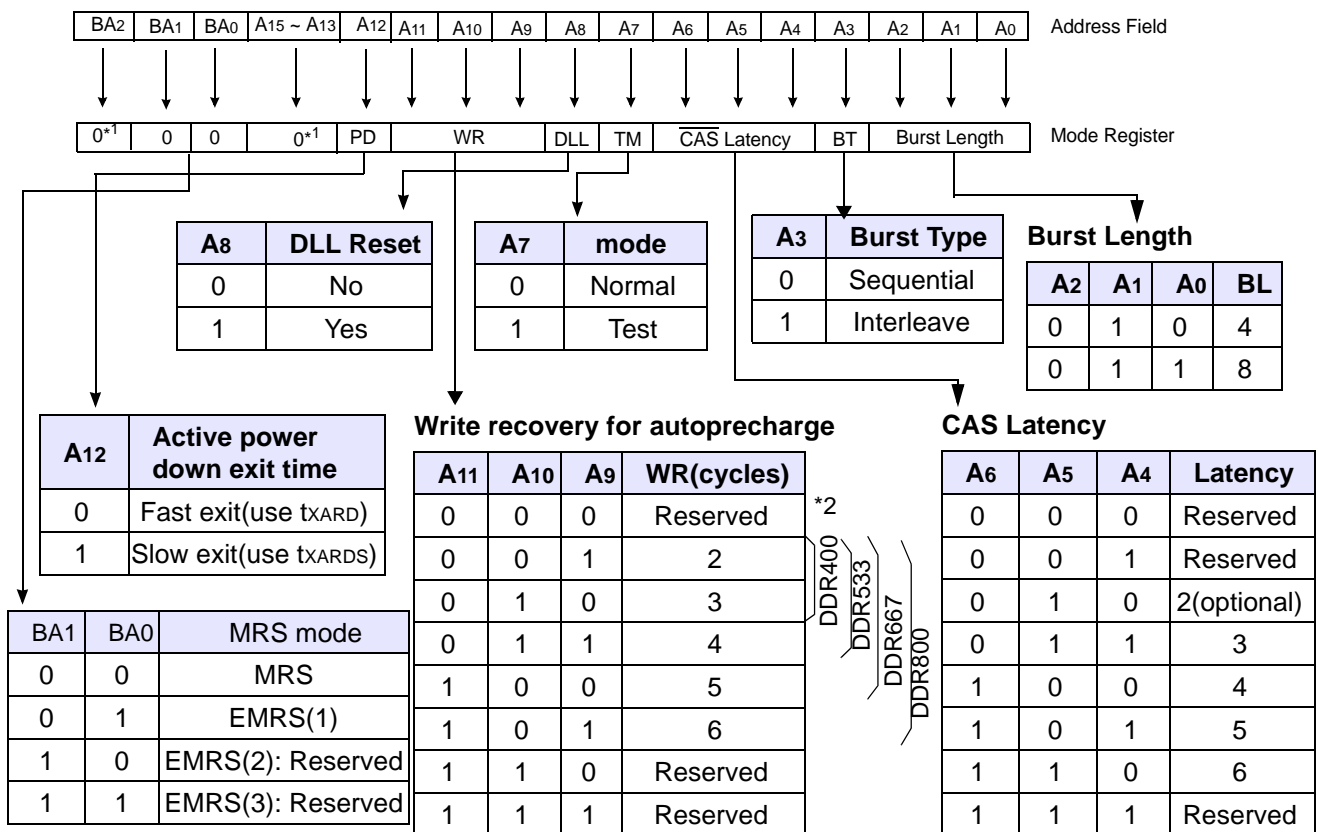 BA2 BA1 BA0 A15 ~ A13 A12 A11 A10 A9 A8 A7 A6 A5 A4 A3 A2 A1 A0 Address Field
0*1 0 0 0*1 PD WR DLL TM CAS Latency BT Burst Length Mode Register
A8 DLL Reset
0 No
1 Yes
A7 mode
0 Normal
1 Test
A3 Burst Type
0 Sequential
1 Interleave
Burst Length
A2 A1 A0 BL
0 1 0 4
0 1 1 8
A12 Active power
down exit time
0 Fast exit(use tXARD)
1 Slow exit(use tXARDS)
BA1 BA0 MRS mode
0 0 MRS
0 1 EMRS(1)
1 0 EMRS(2): Reserved
1 1 EMRS(3): Reserved
Write recovery for autoprecharge
A11 A10 A9 WR(cycles)
0 0 0 Reserved
0 0 1 2
0 1 0 3
0 1 1 4
1 0 0 5
1 0 1 6
1 1 0 Reserved
1 1 1 Reserved
*2
DDR400
DDR533
DDR667
DDR800
CAS Latency
A6 A5 A4 Latency
0 0 0 Reserved
0 0 1 Reserved
0 1 0 2(optional)
0 1 1 3
1 0 0 4
1 0 1 5
1 1 0 6
1 1 1 Reserved